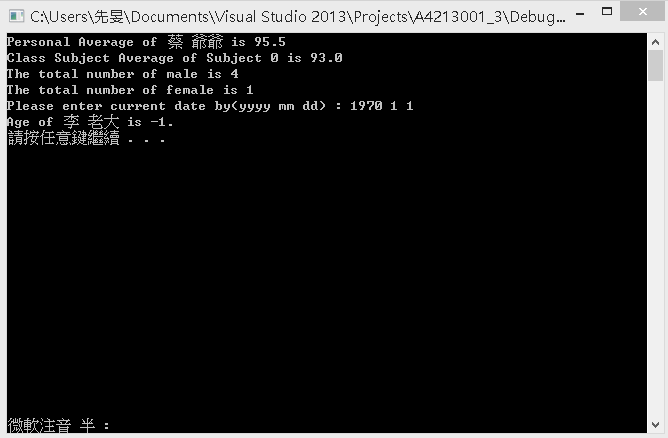 C:\Users\先旻\Documents\Visual Studio 2013\Projects\A4213001_3\Debug...
Personal Average of 蔡 爺爺 is 95.5
Class Subject Average of Subject 0 is 93.0
The total number of male is 4
The total number of female is 1
Please enter current date by(yyyy mm dd) : 1970 1 1
Age of 李 老大 is -1.
請按任意鍵繼續 . . .
微軟注音 半 :